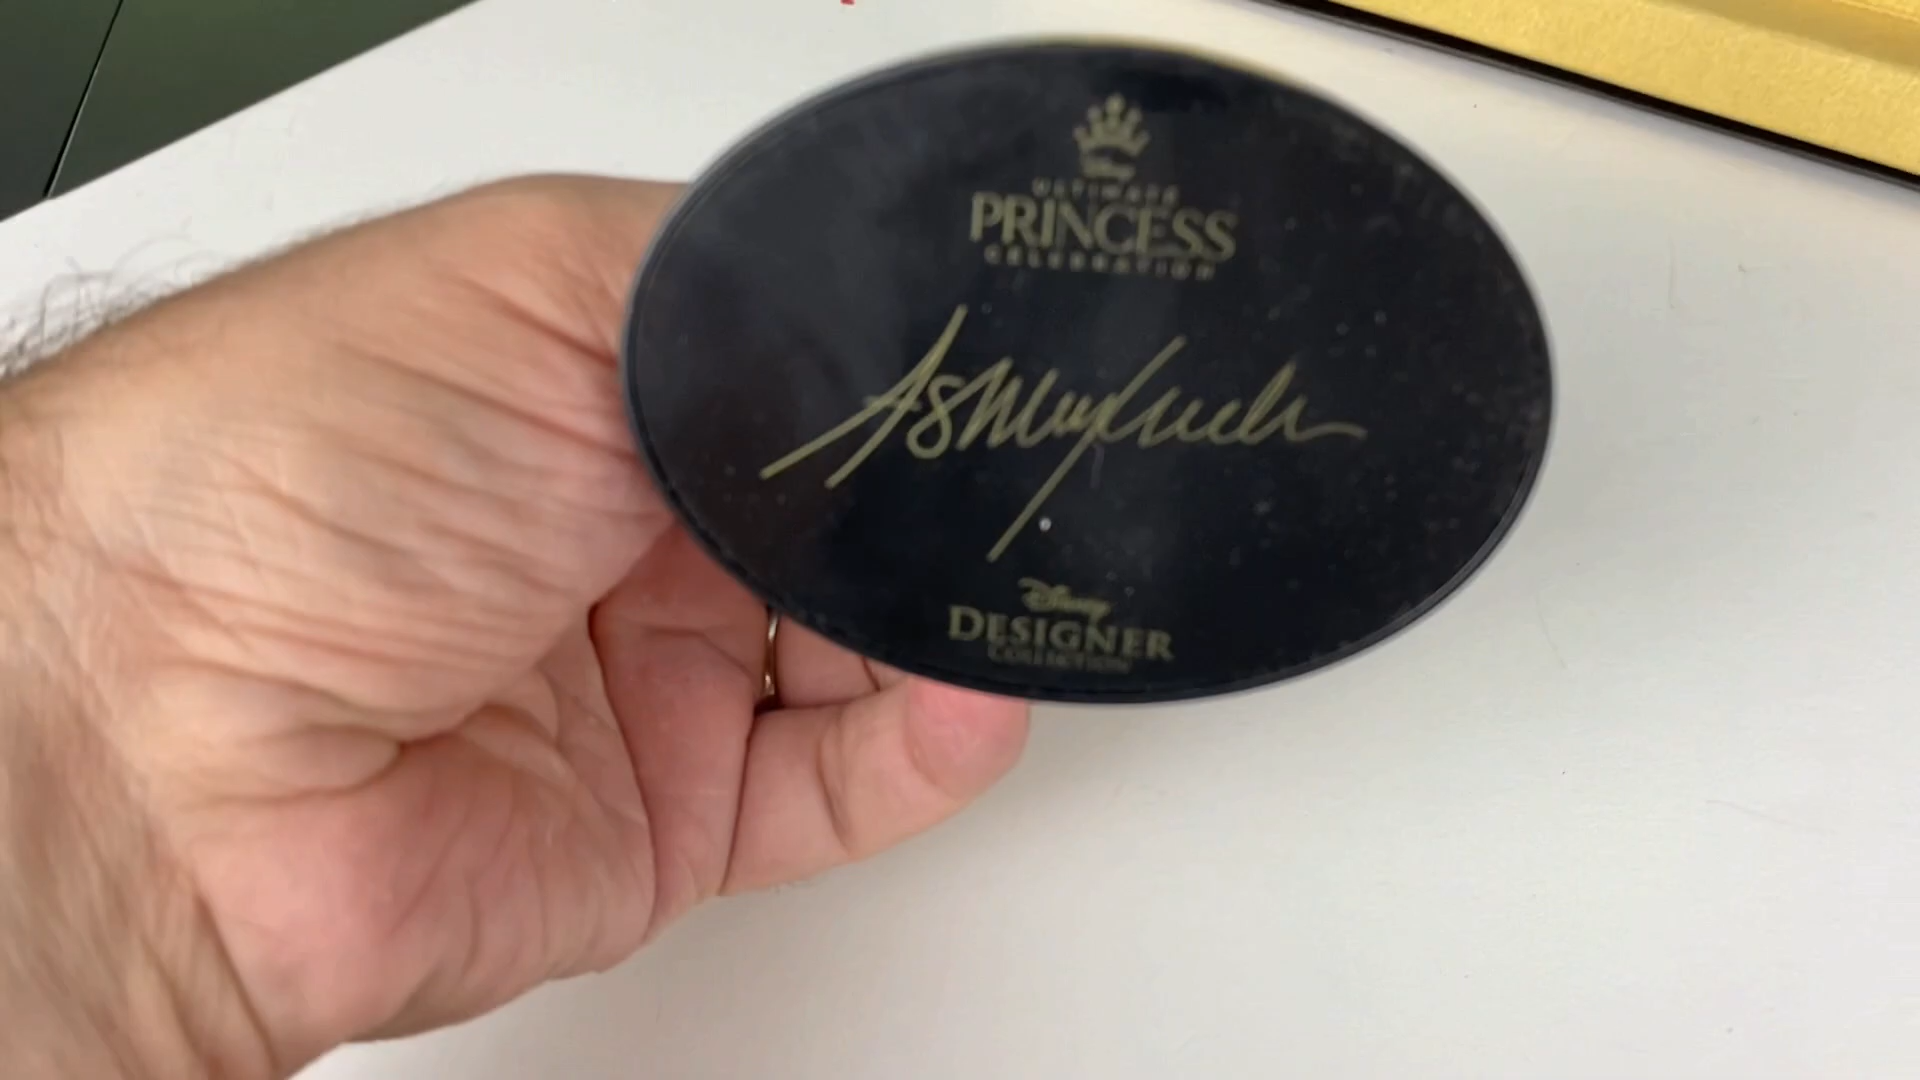 Disney
ULTIMATE
PRINCESS
CELEBRATION
Disney
DESIGNER
COLLECTION